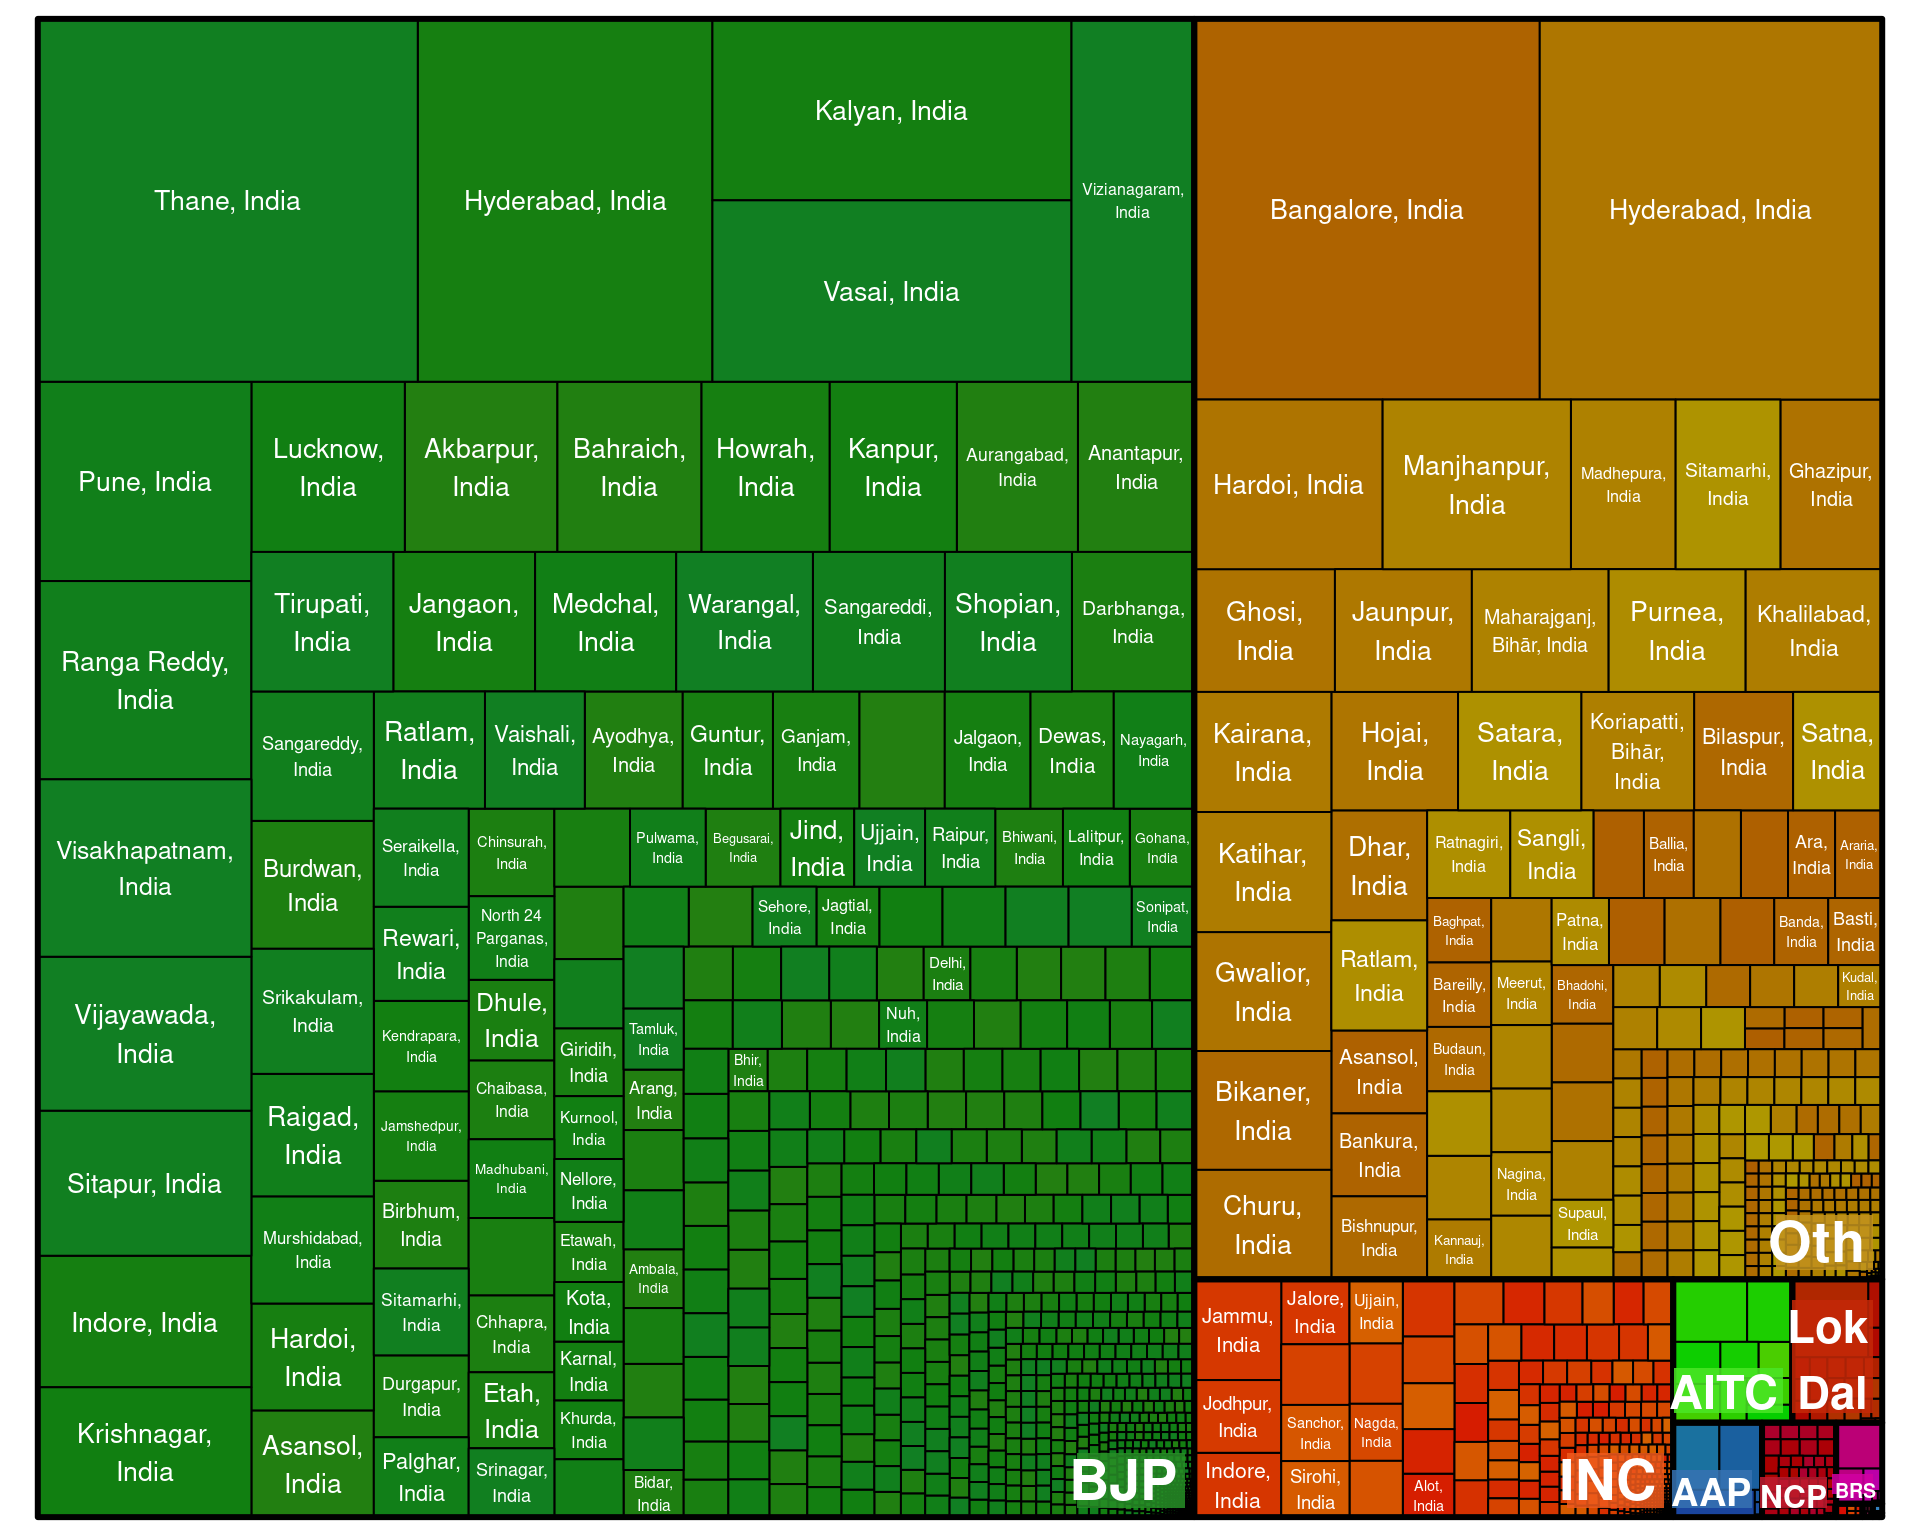 Thane, India
Hyderabad, India
Kalyan, India
Vasai, India
Vizianagaram,
India
Pune, India
Lucknow,
India
Akbarpur,
India
Bahraich,
India
Howrah,
India
Kanpur,
India
Aurangabad,
India
Anantapur,
India
Ranga Reddy,
India
Tirupati,
India
Jangaon,
India
Medchal,
India
Warangal,
India
Sangareddi,
India
Shopian,
India
Darbhanga,
India
Sangareddy,
India
Ratlam,
India
Vaishali,
India
Ayodhya,
India
Guntur,
India
Ganjam,
India
Jalgaon,
India
Dewas,
India
Nayagarh,
India
Visakhapatnam,
India
Burdwan,
India
Seraikella,
India
Chinsurah,
India
Pulwama,
India
Begusarai,
India
Jind,
India
Ujjain,
India
Raipur,
India
Bhiwani,
India
Lalitpur,
India
Gohana,
India
Rewari,
India
North 24
Parganas,
India
Sehore,
India
Jagtial,
India
Sonipat,
India
Vijayawada,
India
Srikakulam,
India
Kendrapara,
India
Dhule,
India
Delhi,
India
Nuh,
India
Tamluk,
India
Giridih,
India
Bhir,
India
Sitapur, India
Raigad,
India
Jamshedpur,
India
Chaibasa,
India
Kurnool,
India
Arang,
India
Madhubani,
India
Nellore,
India
Murshidabad,
India
Birbhum,
India
Etawah,
India
Ambala,
India
Indore, India
Hardoi,
India
Sitamarhi,
India
Chhapra,
India
Kota,
India
Karnal,
India
Krishnagar,
India
Asansol,
India
Durgapur,
India
Etah,
India
Khurda,
India
Palghar,
India
Srinagar,
India
Bidar,
India
BJP
Bangalore, India
Hyderabad, India
Hardoi, India
Manjhanpur,
India
Madhepura,
India
Sitamarhi,
India
Ghazipur,
India
Ghosi,
India
Jaunpur,
India
Maharajganj,
Bihār, India
Purnea,
India
Khalilabad,
India
Kairana,
India
Hojai,
India
Satara,
India
Koriapatti,
Bihār,
India
Bilaspur,
India
Satna,
India
Katihar,
India
Dhar,
India
Ratnagiri,
India
Sangli,
India
Ballia,
India
Ara,
India
Araria,
India
Baghpat,
India
Patna,
India
Banda,
India
Basti,
India
Gwalior,
India
Ratlam,
India
Bareilly,
India
Meerut,
India
Bhadohi,
India
Kudal,
India
Bikaner,
India
Asansol,
India
Budaun,
India
Bankura,
India
Nagina,
India
Churu,
India
Bishnupur,
India
Kannauj,
India
Supaul,
India
Oth
Jammu,
India
Jalore,
India
Ujjain,
India
Jodhpur,
India
Sanchor,
India
Nagda,
India
Indore,
India
Sirohi,
India
Alot,
India
INC
AITC
Lok
Dal
AAP
NCP
BRS